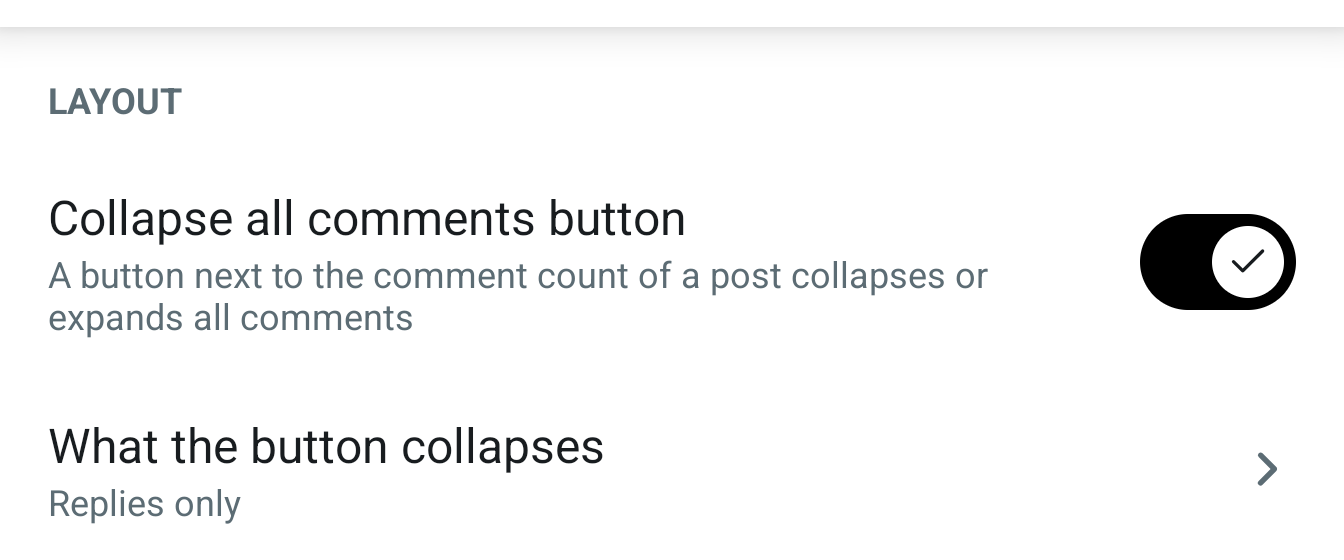 LAYOUT
Collapse all comments button
A button next to the comment count of a post collapses or
expands all comments
What the button collapses
Replies only